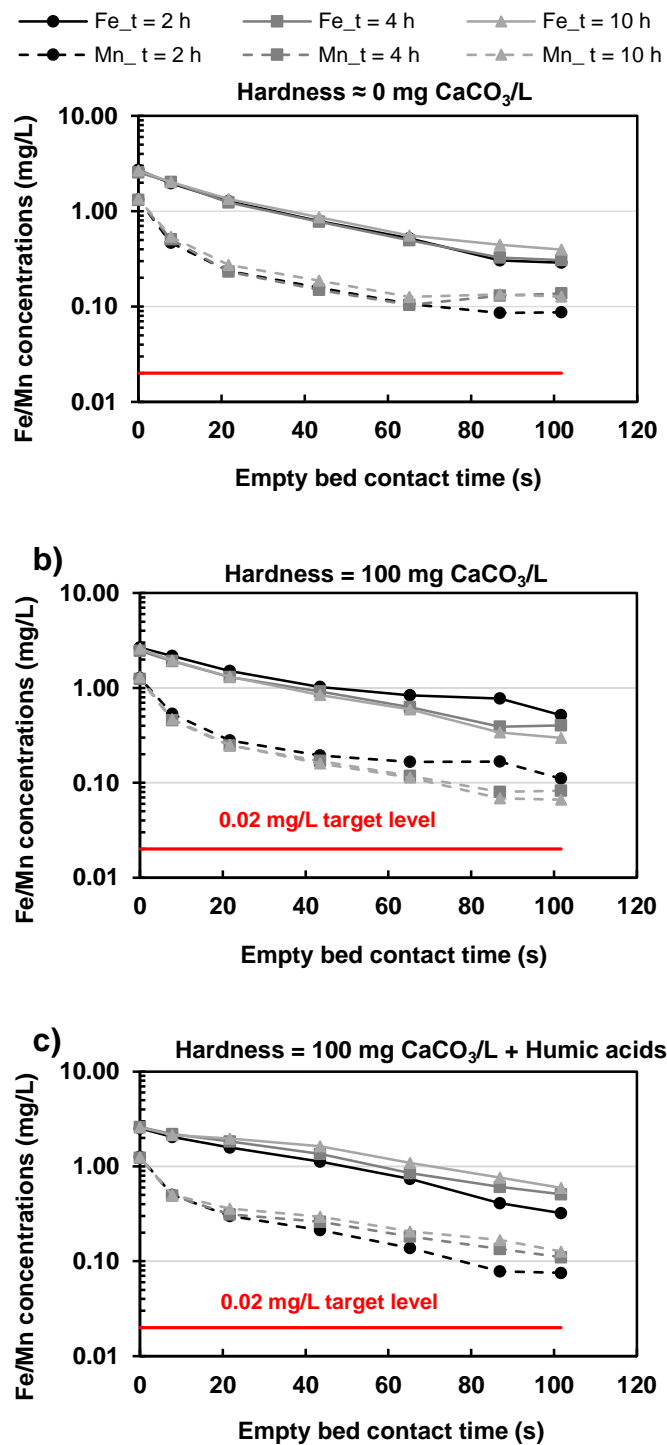 Fe_t = 2 h Fe_t = 4 h Fe_t = 10 h
Mn_ t = 2 h Mn_t = 4 h Mn_ t = 10 h
Hardness ≈ 0 mg CaCO₃/L
Fe/Mn concentrations (mg/L)
10.00
1.00
0.10
0.01
0 20 40 60 80 100 120
Empty bed contact time (s)
b)
Hardness = 100 mg CaCO₃/L
Fe/Mn concentrations (mg/L)
10.00
1.00
0.10
0.02 mg/L target level
0.01
0 20 40 60 80 100 120
Empty bed contact time (s)
c)
Hardness = 100 mg CaCO₃/L + Humic acids
Fe/Mn concentrations (mg/L)
10.00
1.00
0.10
0.02 mg/L target level
0.01
0 20 40 60 80 100 120
Empty bed contact time (s)